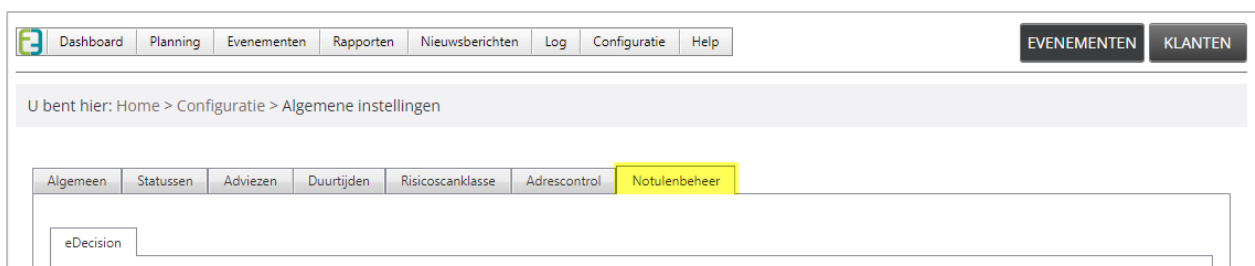 Dashboard Planning Evenementen Rapporten Nieuwsberichten Log Configuratie Help EVENEMENTEN KLANTEN
U bent hier: Home > Configuratie > Algemene instellingen
Algemeen Statussen Adviezen Duurtijden Risicoscanklasse Adrescontrol Notulenbeheer
eDecision